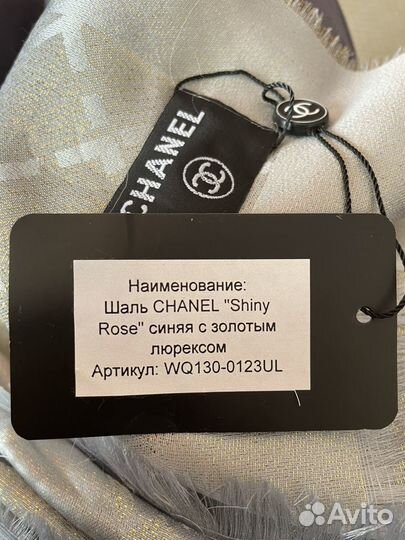 CHANEL
Наименование:
Шаль CHANEL "Shiny
Rose" синяя с золотым
люрексом
Артикул: WQ130-0123UL
Avito